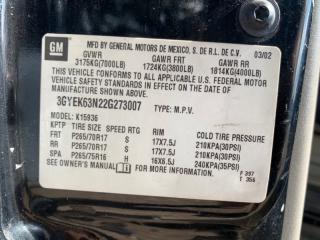 GM
MFD BY GENERAL MOTORS DE MEXICO, S. DE R.L. DE C.V. 03/02
GVWR GAWR FRT GAWR RR
3175KG(7000LB) 1724KG(3800LB) 1814KG(4000LB)
THIS VEHICLE CONFORMS TO ALL APPLICABLE U.S. FEDERAL
MOTOR VEHICLE SAFETY STANDARDS IN EFFECT ON THE DATE OF
MANUFACTURE SHOWN ABOVE.
3GYEK63N22G273007 TYPE: M.P.V.
MODEL: K15936
KPTP TIRE SIZE SPEED RTG RIM COLD TIRE PRESSURE
FRT P265/70R17 S 17X7.5J 210KPA(30PSI)
RR P265/70R17 S 17X7.5J 210KPA(30PSI)
SPA P265/75R16 H 16X6.5J 240KPA(35PSI)
SEE OWNER'S MANUAL F 397
T 356